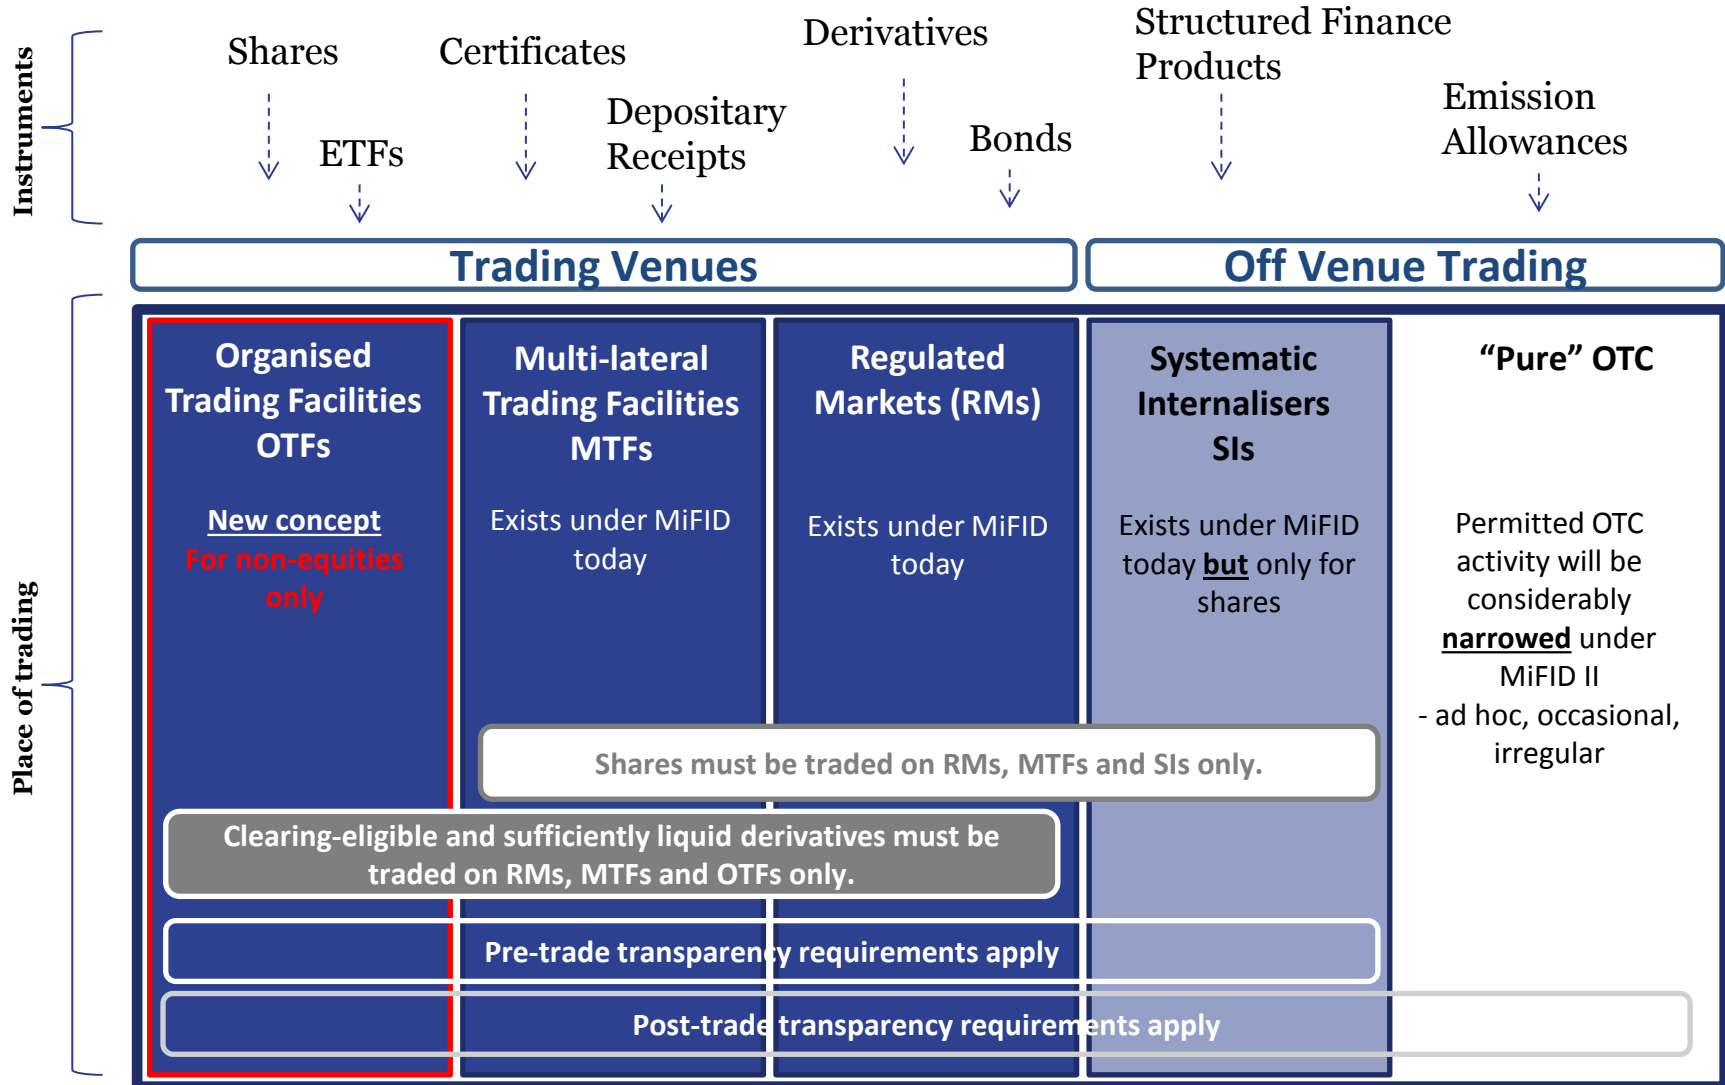 Instruments
Shares
ETFs
Certificates
Depositary
Receipts
Derivatives
Bonds
Structured Finance
Products
Emission
Allowances
Trading Venues
Off Venue Trading
Place of trading
Organised
Trading Facilities
OTFs
New concept
For non-equities
only
Multi-lateral
Trading Facilities
MTFs
Exists under MiFID
today
Regulated
Markets (RMs)
Exists under MiFID
today
Systematic
Internalisers
SIs
Exists under MiFID
today but only for
shares
“Pure” OTC
Permitted OTC
activity will be
considerably
narrowed under
MiFID II
- ad hoc, occasional,
irregular
Shares must be traded on RMs, MTFs and SIs only.
Clearing-eligible and sufficiently liquid derivatives must be
traded on RMs, MTFs and OTFs only.
Pre-trade transparency requirements apply
Post-trade transparency requirements apply